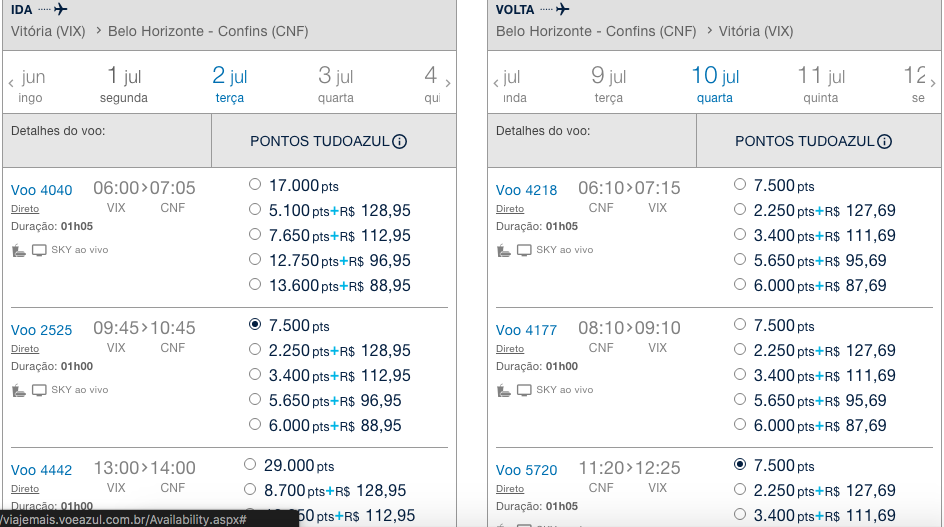 IDA
Vitória (VIX) > Belo Horizonte - Confins (CNF)
jun 1 jul 2 jul 3 jul 4
ingo segunda terça quarta qui
Detalhes do voo: PONTOS TUDOAZUL
Voo 4040 06:00>07:05 17.000 pts
Direto VIX CNF 5.100 pts+R$ 128,95
Duração: 01h05 7.650 pts+R$ 112,95
SKY ao vivo 12.750 pts+R$ 96,95
13.600 pts+R$ 88,95
Voo 2525 09:45>10:45 7.500 pts
Direto VIX CNF 2.250 pts+R$ 128,95
Duração: 01h00 3.400 pts+R$ 112,95
SKY ao vivo 5.650 pts+R$ 96,95
6.000 pts+R$ 88,95
Voo 4442 13:00>14:00 29.000 pts
Direto VIX CNF 8.700 pts+R$ 128,95
Duração: 01h00
pts+R$ 112,95
/viajemais.voeazul.com.br/Availability.aspx#
VOLTA
Belo Horizonte - Confins (CNF) > Vitória (VIX)
jul 9 jul 10 jul 11 jul 12
nda terça quarta quinta se
Detalhes do voo: PONTOS TUDOAZUL
Voo 4218 06:10>07:15 7.500 pts
Direto CNF VIX 2.250 pts+R$ 127,69
Duração: 01h05 3.400 pts+R$ 111,69
SKY ao vivo 5.650 pts+R$ 95,69
6.000 pts+R$ 87,69
Voo 4177 08:10>09:10 7.500 pts
Direto CNF VIX 2.250 pts+R$ 127,69
Duração: 01h00 3.400 pts+R$ 111,69
SKY ao vivo 5.650 pts+R$ 95,69
6.000 pts+R$ 87,69
Voo 5720 11:20>12:25 7.500 pts
Direto CNF VIX 2.250 pts+R$ 127,69
Duração: 01h05 3.400 pts+R$ 111,69